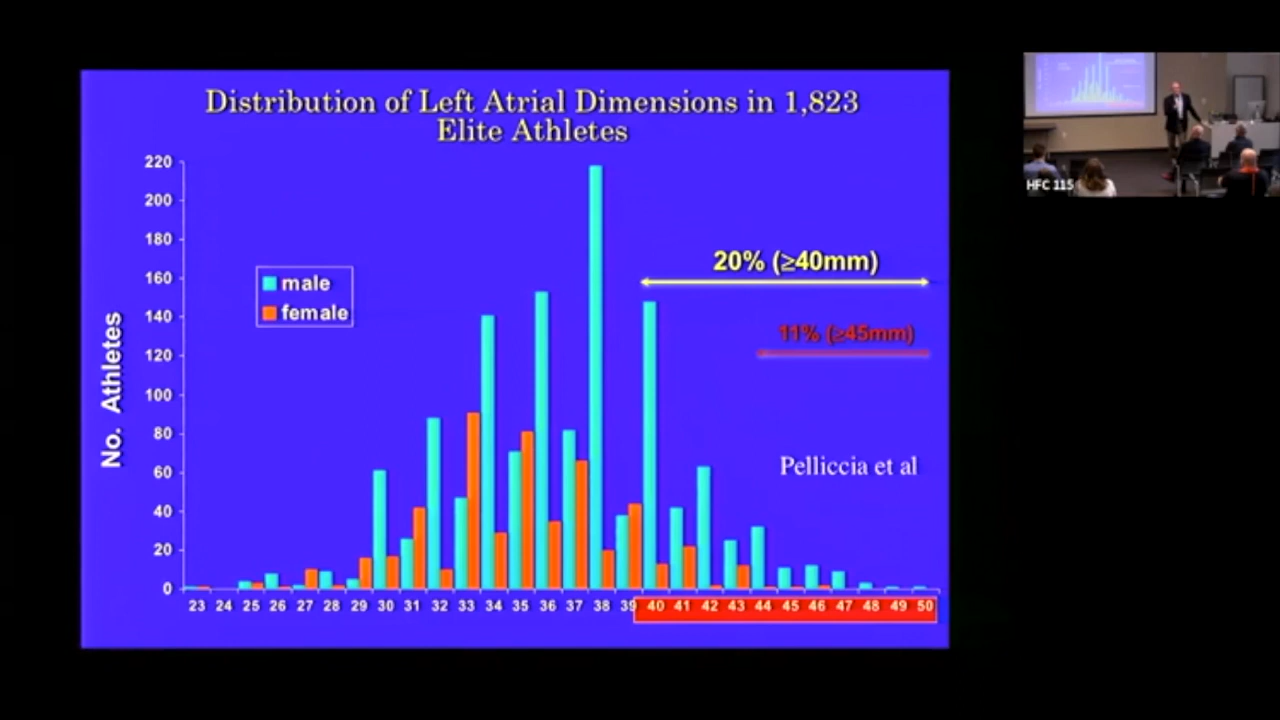 Distribution of Left Atrial Dimensions in 1,823
Elite Athletes
No. Athletes
220
200
180
160
140
120
100
80
60
40
20
0
male
female
20% (≥40mm)
11% (≥45mm)
Pelliccia et al
23 24 25 26 27 28 29 30 31 32 33 34 35 36 37 38 39 40 41 42 43 44 45 46 47 48 49 50
HFC 115